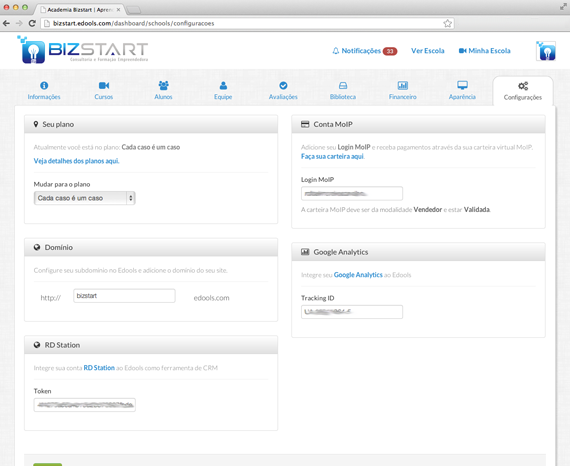 Academia Bizstart | Apren
bizstart.edools.com/dashboard/schools/configuracoes
BIZSTART
Consultoria e Formação Empreendedora
Notificações 33
Ver Escola
Minha Escola
Informações
Cursos
Alunos
Equipe
Avaliações
Biblioteca
Financeiro
Aparência
Configurações
Seu plano
Atualmente você está no plano: Cada caso é um caso
Veja detalhes dos planos aqui.
Mudar para o plano
Cada caso é um caso
Domínio
Configure seu subdomínio no Edools e adicione o domínio do seu site.
http:// bizstart edools.com
RD Station
Integre sua conta RD Station ao Edools como ferramenta de CRM
Token
Conta MoIP
Adicione seu Login MoIP e receba pagamentos através da sua carteira virtual MoIP.
Faça sua carteira aqui.
Login MoIP
A carteira MoIP deve ser da modalidade Vendedor e estar Validada.
Google Analytics
Integre seu Google Analytics ao Edools
Tracking ID